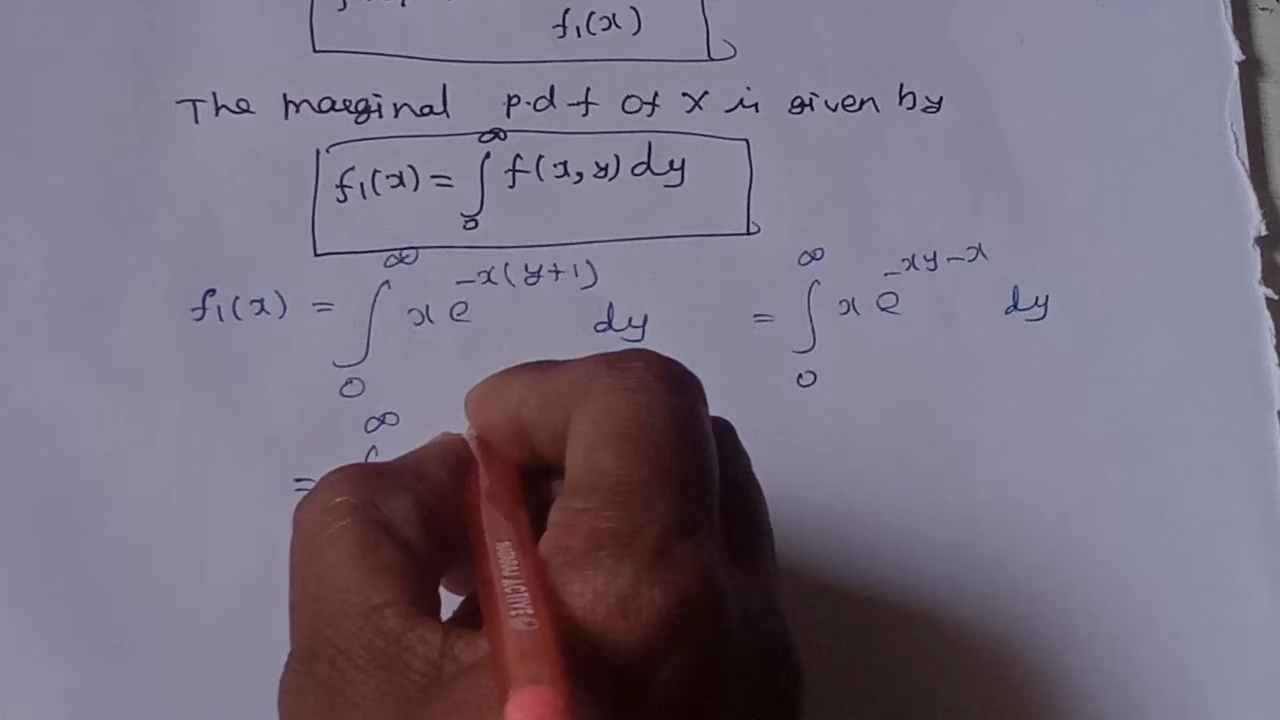 f₁(x)
The marginal p.d.f of X is given by
f₁(x) = ∫₀^∞ f(x, y) dy
f₁(x) = ∫₀^∞ x e^{-x(y+1)} dy = ∫₀^∞ x e^{-xy-x} dy
= ∞